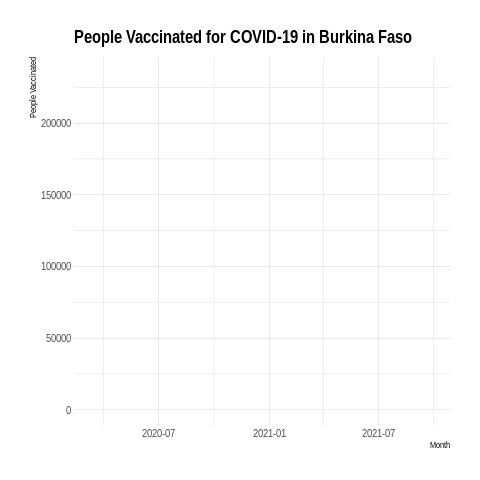 People Vaccinated for COVID-19 in Burkina Faso
People Vaccinated
200000
150000
100000
50000
0
2020-07 2021-01 2021-07
Month